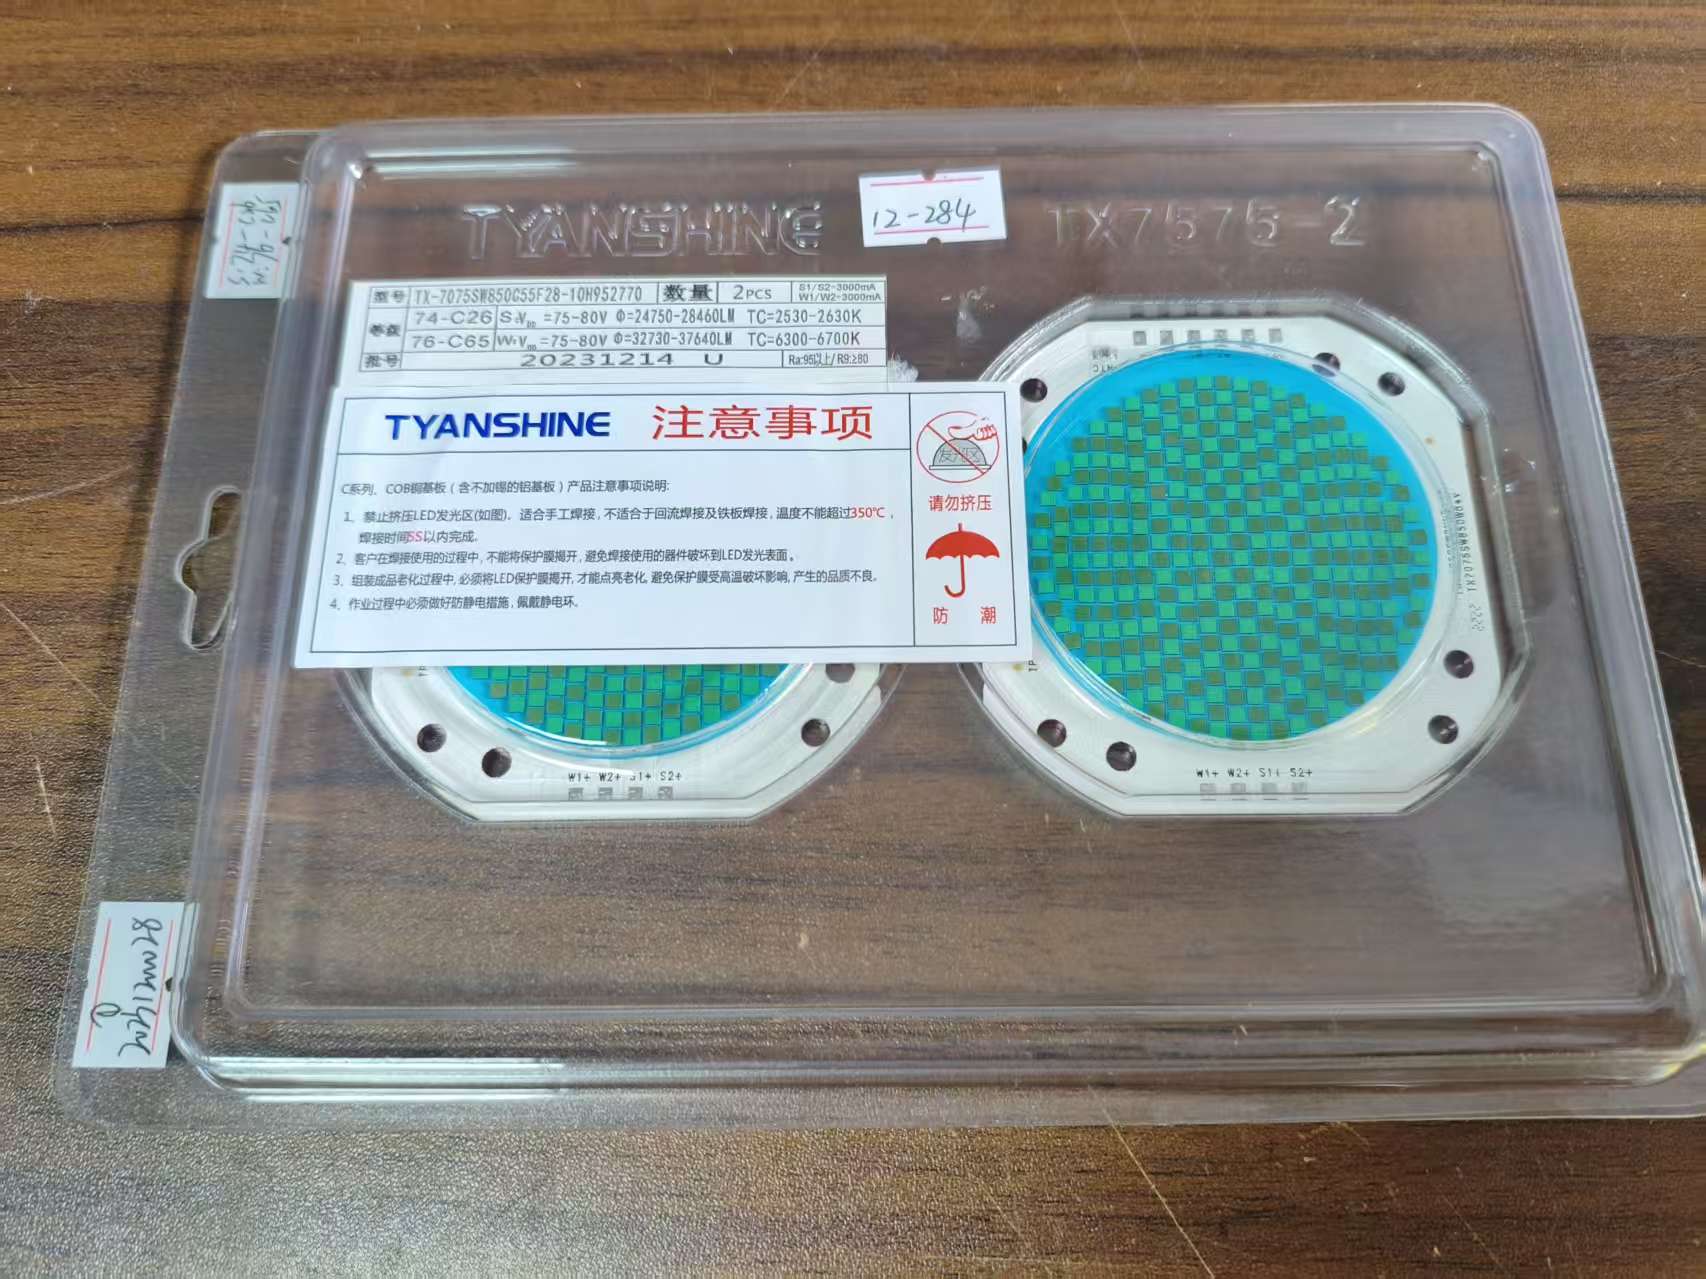 TYANSHINE
12-284
TX7575-2
型号 TX-7075SW850C55F28-10H952770 数量 2PCS S1/S2=3000mA W1/W2=3000mA
74-C26 S:V =75-80V Φ=24750-28460LM TC=2530-2630K
76-C65 W:V =75-80V Φ=32730-37640LM TC=6300-6700K
批号 20231214 U Ra:95以上/R9:≥80
TYANSHINE 注意事项
C系列、COB铜基板（含不加锡的铝基板）产品注意事项说明:
1、禁止挤压LED发光区(如图)。适合手工焊接,不适合于回流焊接及铁板焊接,温度不能超过350℃,
焊接时间5S以内完成。
2、客户在焊接使用的过程中,不能将保护膜揭开,避免焊接使用的器件破坏到LED发光表面。
3、组装成品老化过程中,必须将LED保护膜揭开,才能点亮老化,避免保护膜受高温破坏影响,产生的品质不良。
4、作业过程中必须做好防静电措施,佩戴静电环。
发光区
请勿挤压
防 潮
W1+ W2+ S1+ S2+
W1+ W2+ S1+ S2+